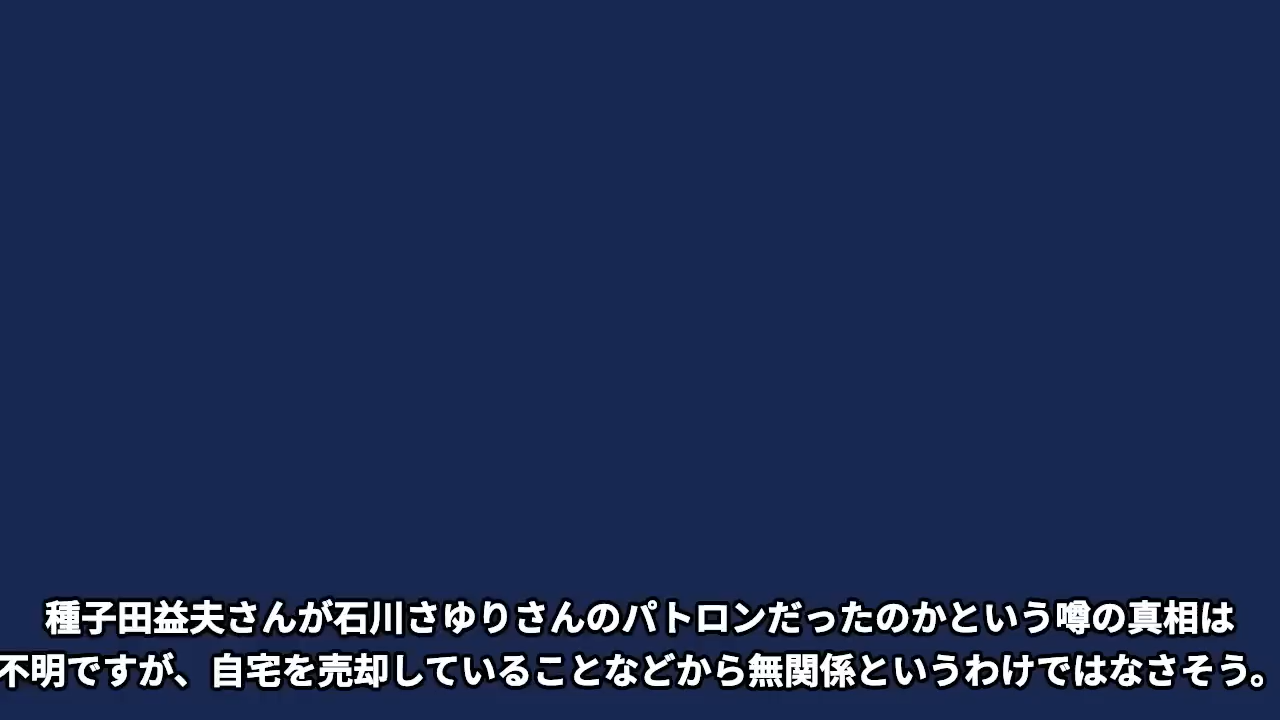 種子田益夫さんが石川さゆりさんのパトロンだったのかという噂の真相は
不明ですが、自宅を売却していることなどから無関係というわけではなさそう。